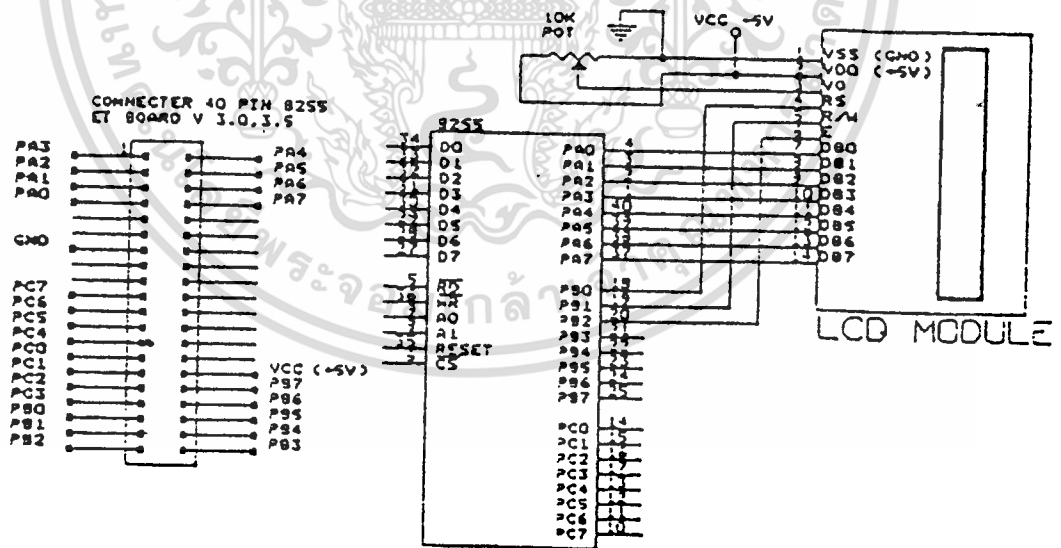 10K
POT
VCC +5V
CONNECTER 40 PIN 8255
ET BOARD V 3.0,3.5
PA3
PA2
PA1
PA0
GND
PC7
PC6
PC5
PC4
PC0
PC1
PC2
PC3
PB0
PB1
PB2
PA4
PA5
PA6
PA7
VCC (+5V)
PB7
PB6
PB5
PB4
PB3
8255
D0
D1
D2
D3
D4
D5
D6
D7
RD
WR
A0
A1
RESET
CS
PA0
PA1
PA2
PA3
PA4
PA5
PA6
PA7
PB0
PB1
PB2
PB3
PB4
PB5
PB6
PB7
PC0
PC1
PC2
PC3
PC4
PC5
PC6
PC7
VSS (GND)
VDD (+5V)
VO
RS
R/W
E
DB0
DB1
DB2
DB3
DB4
DB5
DB6
DB7
LCD MODULE